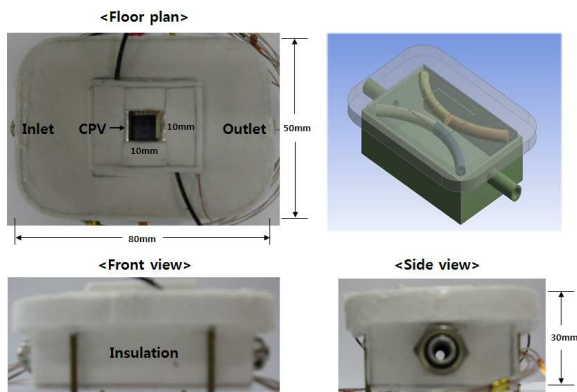 <Floor plan>
Inlet
CPV
10mm
10mm
Outlet
50mm
80mm
<Front view>
Insulation
<Side view>
30mm